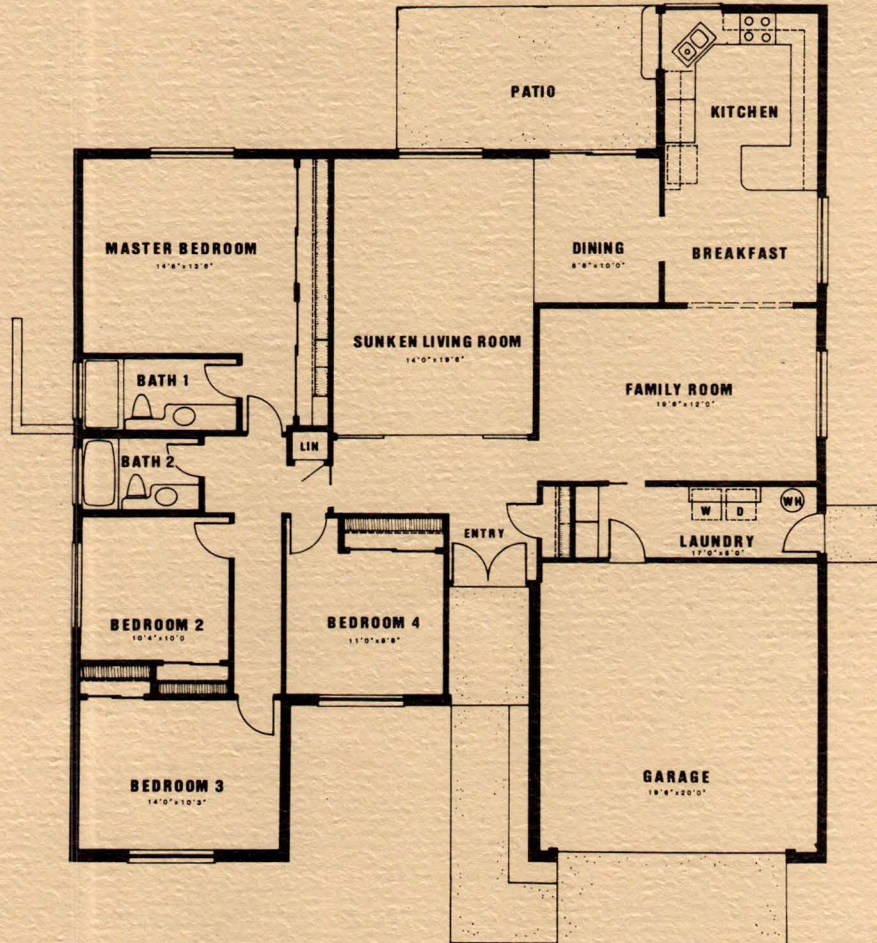 PATIO
KITCHEN
MASTER BEDROOM
14'6"x13'6"
DINING
8'6"x10'0"
BREAKFAST
SUNKEN LIVING ROOM
14'0"x19'6"
BATH 1
FAMILY ROOM
19'6"x12'0"
LIN
BATH 2
W
D
WH
ENTRY
LAUNDRY
17'0"x6'0"
BEDROOM 2
10'4"x10'0
BEDROOM 4
11'0"x9'8"
BEDROOM 3
14'0"x10'3"
GARAGE
19'6"x20'0"